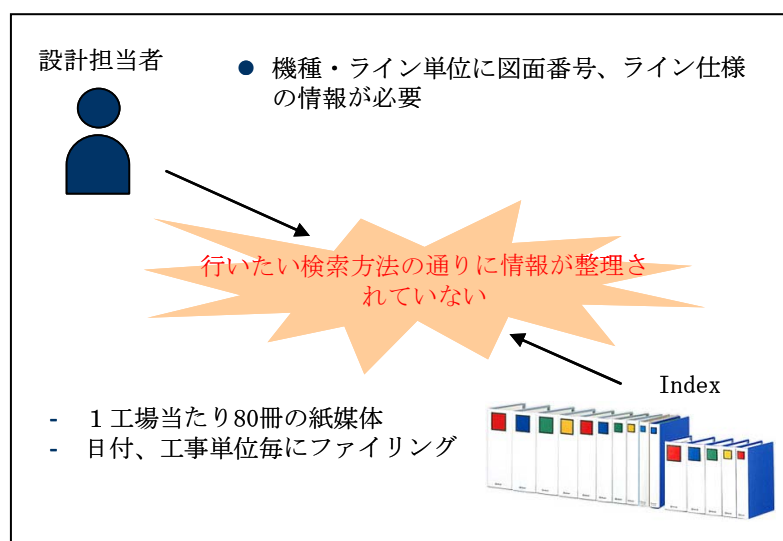 設計担当者
● 機種・ライン単位に図面番号、ライン仕様
の情報が必要
行いたい検索方法の通りに情報が整理さ
れていない
Index
- １工場当たり80冊の紙媒体
- 日付、工事単位毎にファイリング